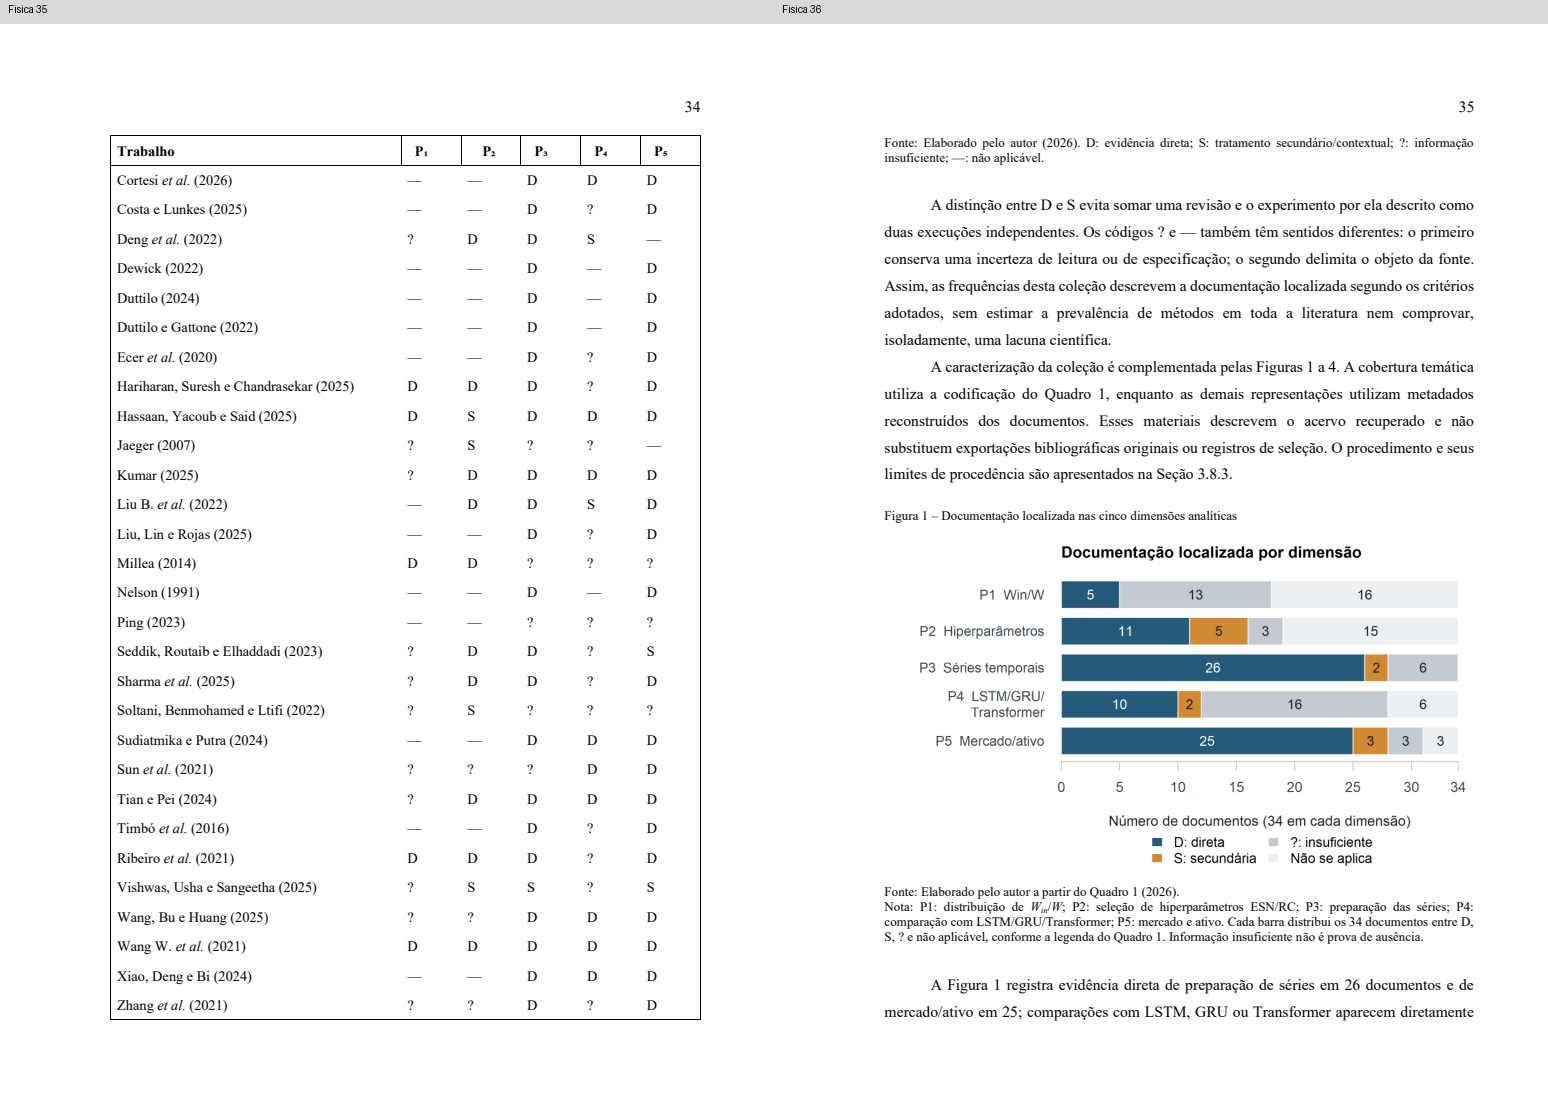 Fisica 35
34
Trabalho P₁ P₂ P₃ P₄ P₅
Cortesi et al. (2026) — — D D D
Costa e Lunkes (2025) — — D ? D
Deng et al. (2022) ? D D S —
Dewick (2022) — — D — D
Duttilo (2024) — — D — D
Duttilo e Gattone (2022) — — D — D
Ecer et al. (2020) — — D ? D
Hariharan, Suresh e Chandrasekar (2025) D D D ? D
Hassaan, Yacoub e Said (2025) D S D D D
Jaeger (2007) ? S ? ? —
Kumar (2025) ? D D D D
Liu B. et al. (2022) — D D S D
Liu, Lin e Rojas (2025) — — D ? D
Millea (2014) D D ? ? ?
Nelson (1991) — — D — D
Ping (2023) — — ? ? ?
Seddik, Routaib e Elhaddadi (2023) ? D D ? S
Sharma et al. (2025) ? D D ? D
Soltani, Benmohamed e Ltifi (2022) ? S ? ? ?
Sudiatmika e Putra (2024) — — D D D
Sun et al. (2021) ? ? ? D D
Tian e Pei (2024) ? D D D D
Timbó et al. (2016) — — D ? D
Ribeiro et al. (2021) D D D ? D
Vishwas, Usha e Sangeetha (2025) ? S S ? S
Wang, Bu e Huang (2025) ? ? D D D
Wang W. et al. (2021) D D D D D
Xiao, Deng e Bi (2024) — — D D D
Zhang et al. (2021) ? ? D ? D
Fisica 36
35
Fonte: Elaborado pelo autor (2026). D: evidência direta; S: tratamento secundário/contextual; ?: informação
insuficiente; —: não aplicável.
A distinção entre D e S evita somar uma revisão e o experimento por ela descrito como
duas execuções independentes. Os códigos ? e — também têm sentidos diferentes: o primeiro
conserva uma incerteza de leitura ou de especificação; o segundo delimita o objeto da fonte.
Assim, as frequências desta coleção descrevem a documentação localizada segundo os critérios
adotados, sem estimar a prevalência de métodos em toda a literatura nem comprovar,
isoladamente, uma lacuna científica.
A caracterização da coleção é complementada pelas Figuras 1 a 4. A cobertura temática
utiliza a codificação do Quadro 1, enquanto as demais representações utilizam metadados
reconstruídos dos documentos. Esses materiais descrevem o acervo recuperado e não
substituem exportações bibliográficas originais ou registros de seleção. O procedimento e seus
limites de procedência são apresentados na Seção 3.8.3.
Figura 1 – Documentação localizada nas cinco dimensões analíticas
Documentação localizada por dimensão
P1 Win/W 5 13 16
P2 Hiperparâmetros 11 5 3 15
P3 Séries temporais 26 2 6
P4 LSTM/GRU/
Transformer 10 2 16 6
P5 Mercado/ativo 25 3 3 3
0 5 10 15 20 25 30 34
Número de documentos (34 em cada dimensão)
D: direta ?: insuficiente
S: secundária Não se aplica
Fonte: Elaborado pelo autor a partir do Quadro 1 (2026).
Nota: P1: distribuição de Win/W; P2: seleção de hiperparâmetros ESN/RC; P3: preparação das séries; P4:
comparação com LSTM/GRU/Transformer; P5: mercado e ativo. Cada barra distribui os 34 documentos entre D,
S, ? e não aplicável, conforme a legenda do Quadro 1. Informação insuficiente não é prova de ausência.
A Figura 1 registra evidência direta de preparação de séries em 26 documentos e de
mercado/ativo em 25; comparações com LSTM, GRU ou Transformer aparecem diretamente